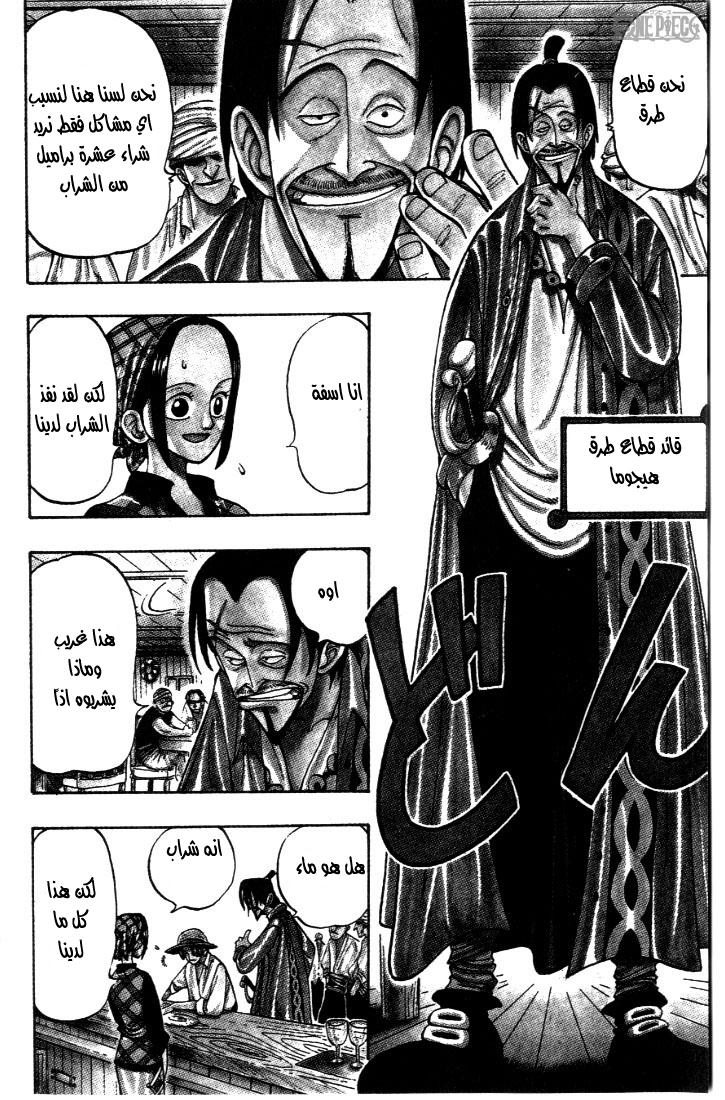 ONE PIECE
نحن قطاع
طرق
نحن لسنا هنا لنسبب
اي مشاكل فقط نريد
شراء عشرة براميل
من الشراب
قائد قطاع طرق
هيجوما
انا اسفة
لكن لقد نفذ
الشراب لدينا
اوه
هذا غريب
وماذا
يشربوه اذاً
هل هو ماء
انه شراب
لكن هذا
كل ما
لدينا
どん